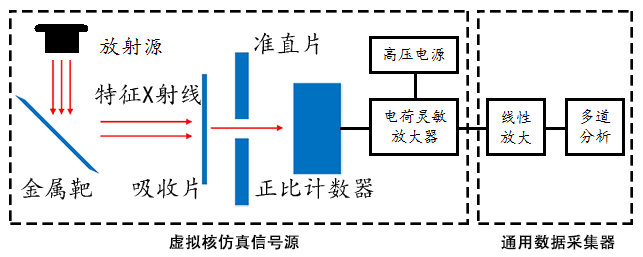 放射源
准直片
高压电源
特征X射线
电荷灵敏
放大器
线性
放大
多道
分析
金属靶
吸收片
正比计数器
虚拟核仿真信号源
通用数据采集器